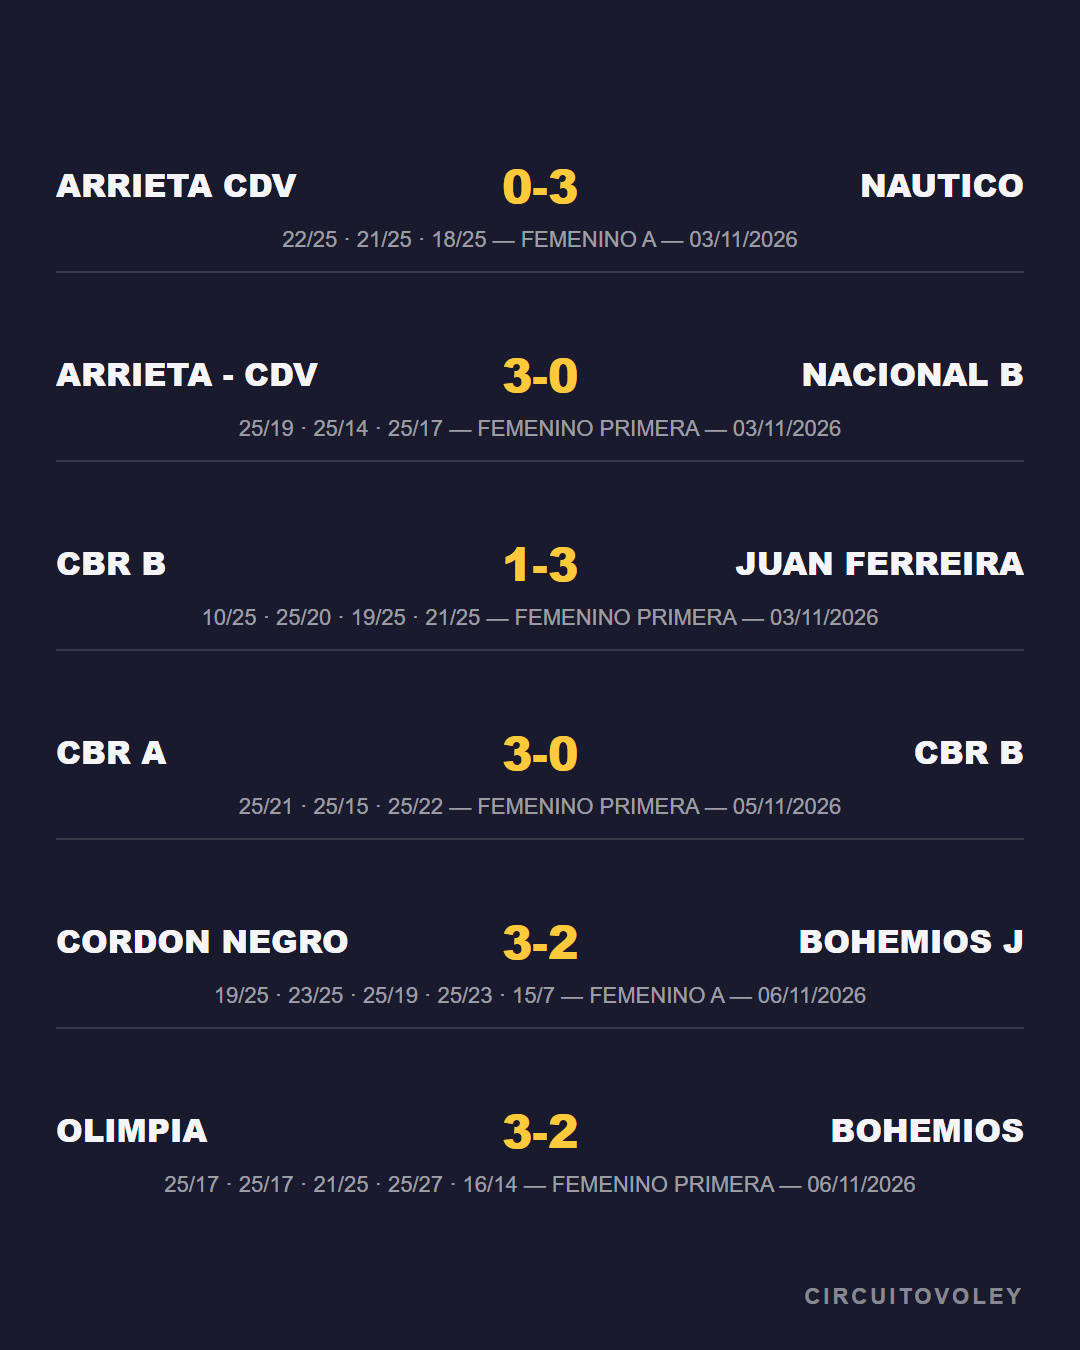 ARRIETA CDV 0-3 NAUTICO
22/25 · 21/25 · 18/25 — FEMENINO A — 03/11/2026
ARRIETA - CDV 3-0 NACIONAL B
25/19 · 25/14 · 25/17 — FEMENINO PRIMERA — 03/11/2026
CBR B 1-3 JUAN FERREIRA
10/25 · 25/20 · 19/25 · 21/25 — FEMENINO PRIMERA — 03/11/2026
CBR A 3-0 CBR B
25/21 · 25/15 · 25/22 — FEMENINO PRIMERA — 05/11/2026
CORDON NEGRO 3-2 BOHEMIOS J
19/25 · 23/25 · 25/19 · 25/23 · 15/7 — FEMENINO A — 06/11/2026
OLIMPIA 3-2 BOHEMIOS
25/17 · 25/17 · 21/25 · 25/27 · 16/14 — FEMENINO PRIMERA — 06/11/2026
CIRCUITOVOLEY